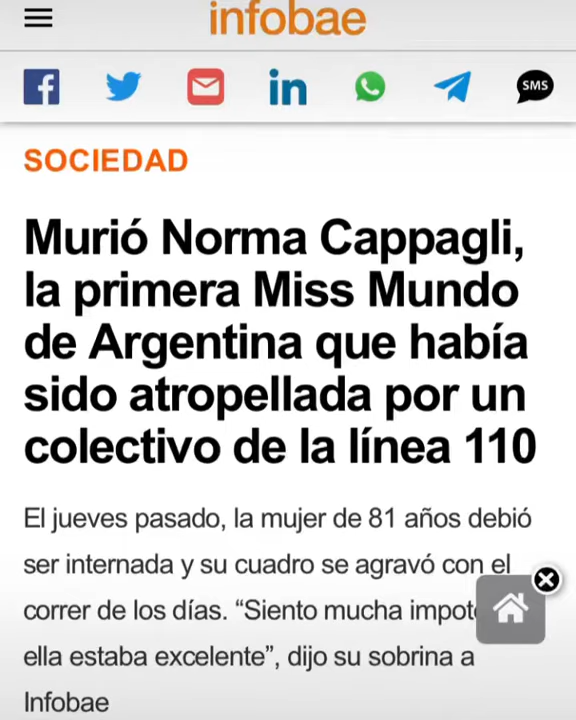 infobae
SMS
SOCIEDAD
Murió Norma Cappagli,
la primera Miss Mundo
de Argentina que había
sido atropellada por un
colectivo de la línea 110
El jueves pasado, la mujer de 81 años debió
ser internada y su cuadro se agravó con el
correr de los días. “Siento mucha
ella estaba excelente”, dijo su sobrina a
Infobae